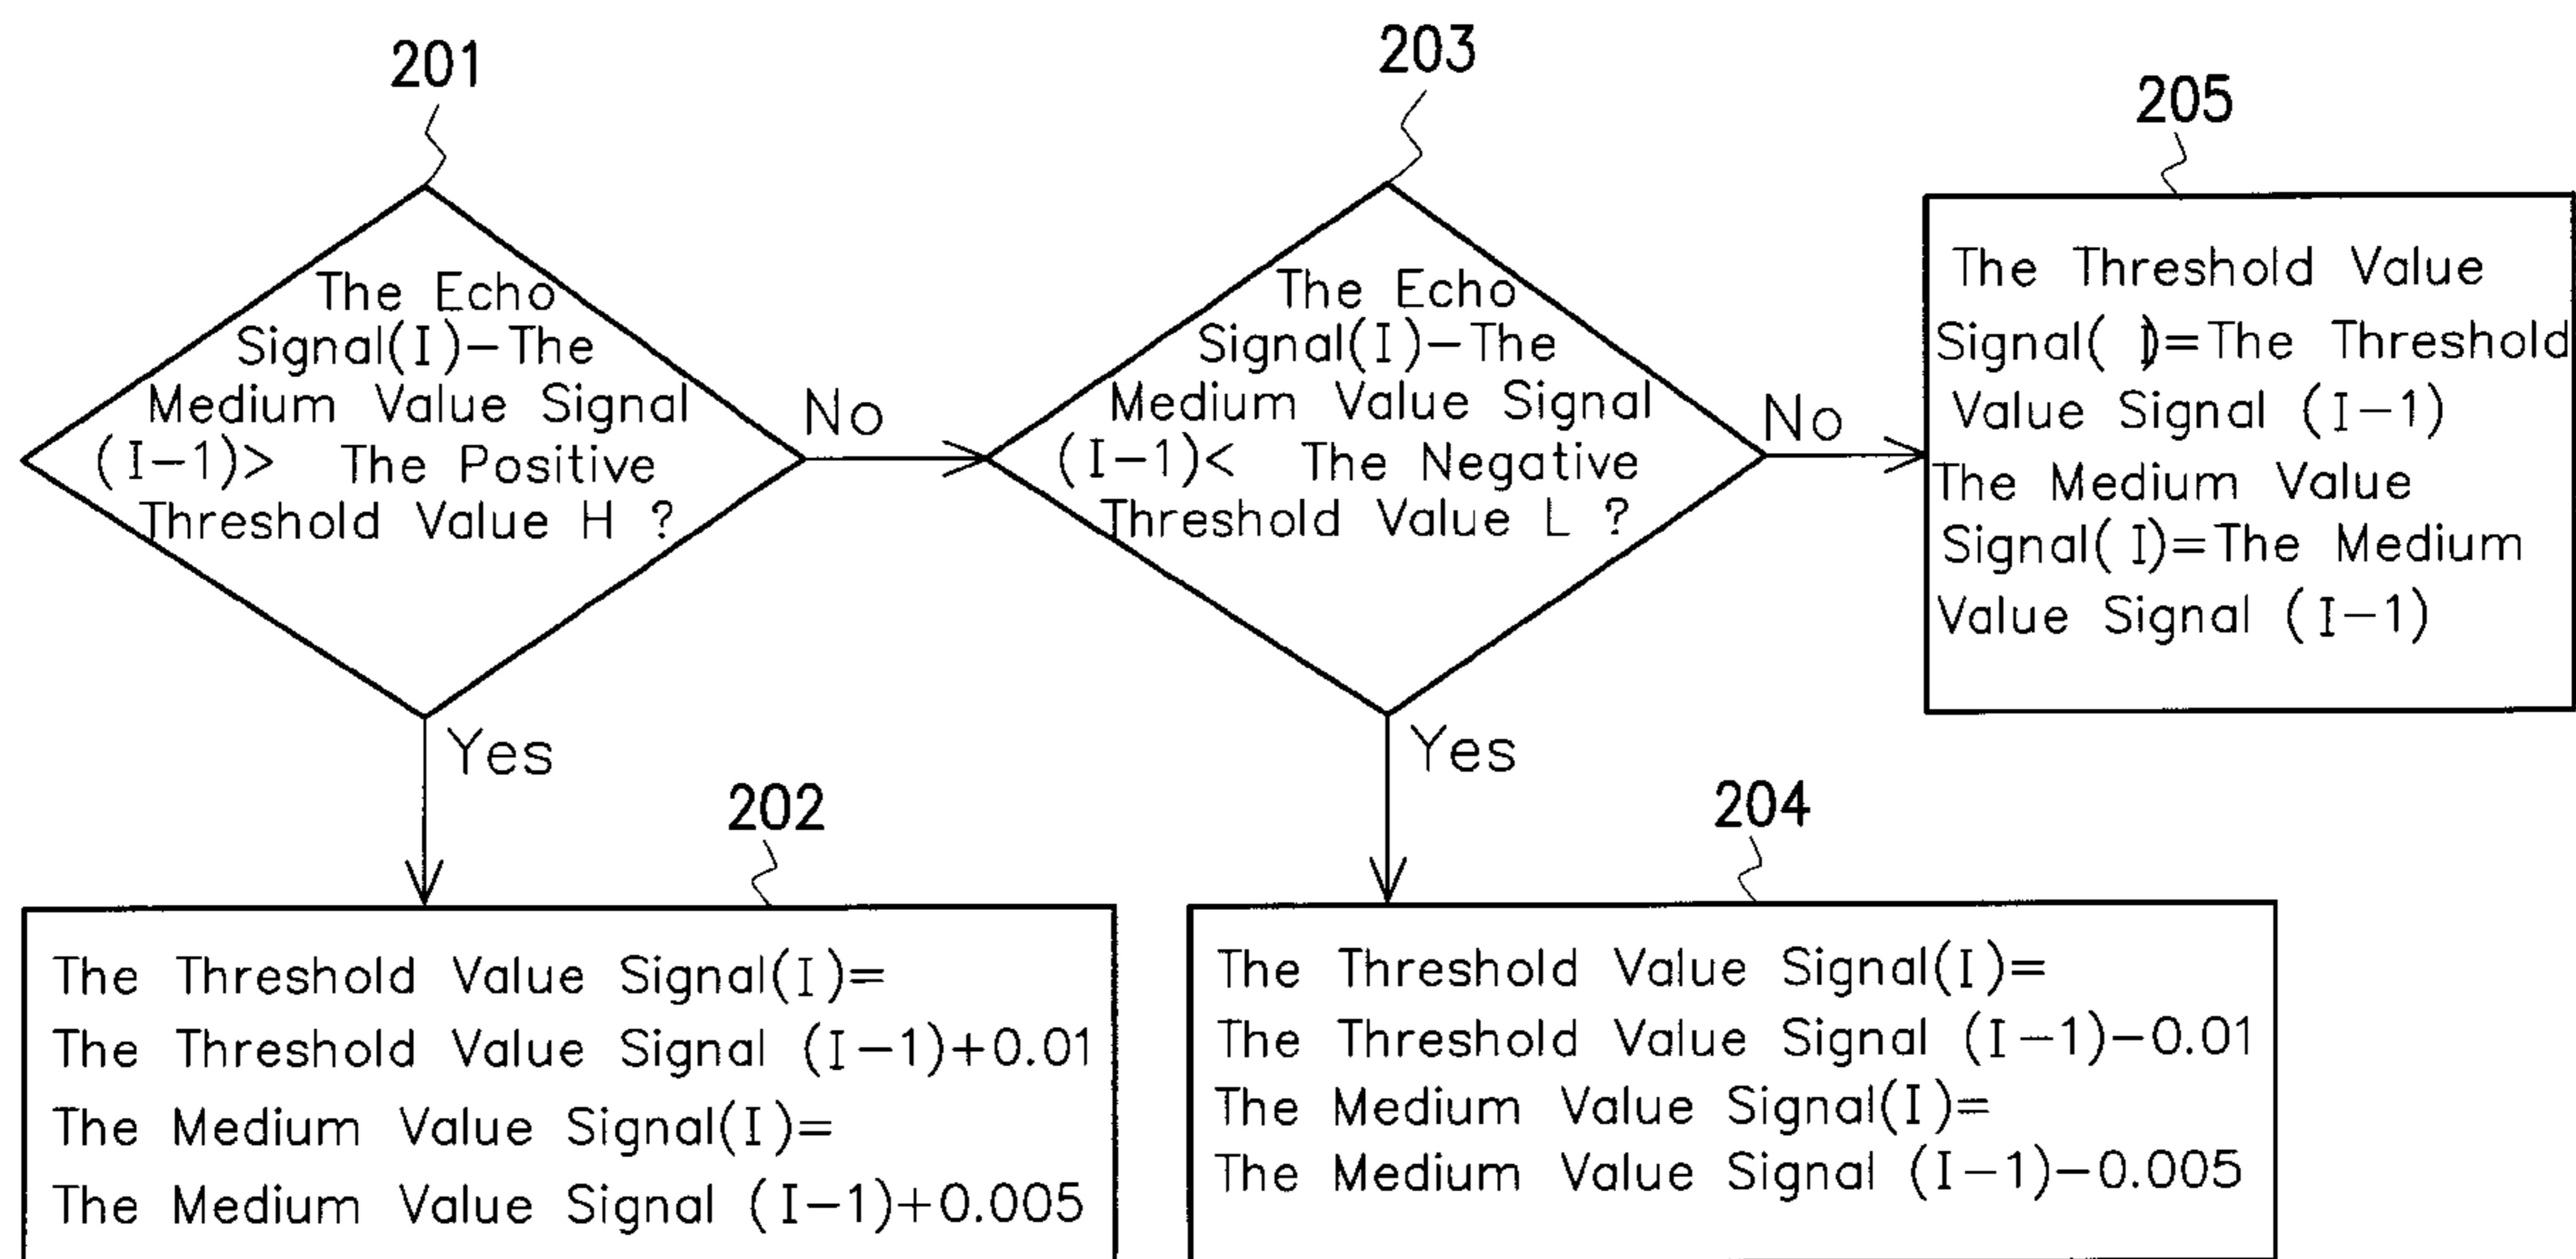 201
The Echo
Signal(I)-The
Medium Value Signal
(I-1)> The Positive
Threshold Value H ?
No
Yes
202
The Threshold Value Signal(I)=
The Threshold Value Signal (I-1)+0.01
The Medium Value Signal(I)=
The Medium Value Signal (I-1)+0.005
203
The Echo
Signal(I)-The
Medium Value Signal
(I-1)< The Negative
Threshold Value L ?
No
Yes
204
The Threshold Value Signal(I)=
The Threshold Value Signal (I-1)-0.01
The Medium Value Signal(I)=
The Medium Value Signal (I-1)-0.005
205
The Threshold Value
Signal( I)=The Threshold
Value Signal (I-1)
The Medium Value
Signal( I)=The Medium
Value Signal (I-1)